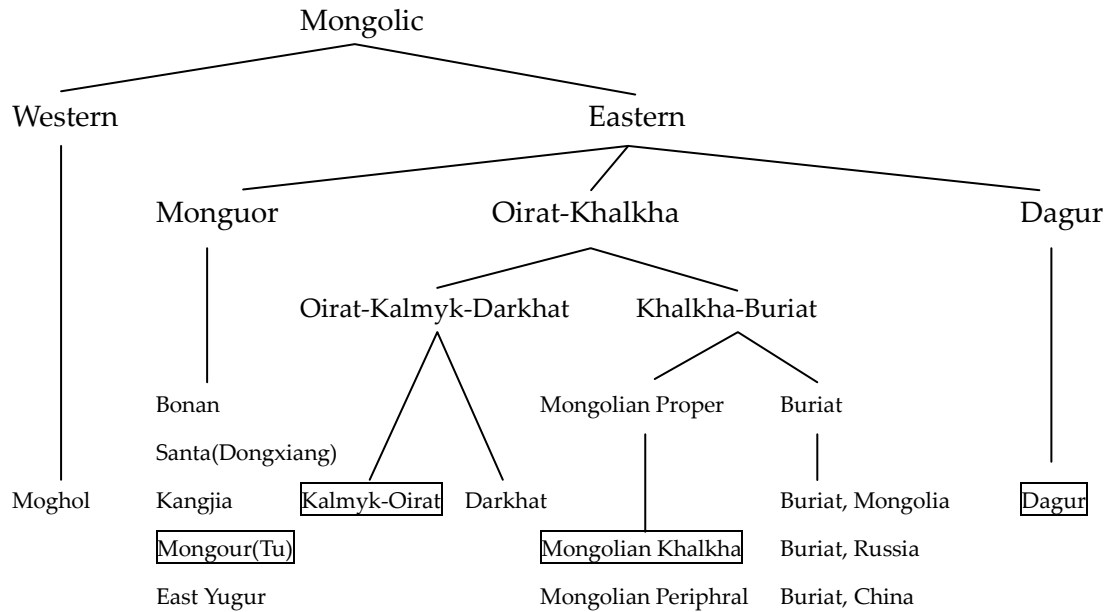 Mongolic
Western Eastern
Monguor Oirat-Khalkha Dagur
Oirat-Kalmyk-Darkhat Khalkha-Buriat
Bonan Mongolian Proper Buriat
Santa(Dongxiang)
Moghol Kangjia Kalmyk-Oirat Darkhat Buriat, Mongolia Dagur
Mongour(Tu) Mongolian Khalkha Buriat, Russia
East Yugur Mongolian Periphral Buriat, China